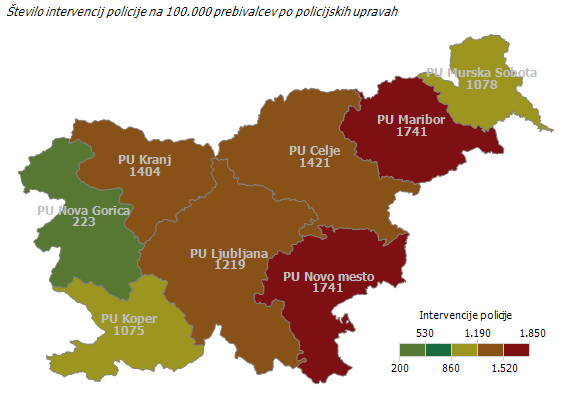 Število intervencij policije na 100.000 prebivalcev po policijskih upravah
PU Murska Sobota
1078
PU Maribor
1741
PU Celje
1421
PU Kranj
1404
PU Nova Gorica
223
PU Ljubljana
1219
PU Novo mesto
1741
PU Koper
1075
Intervencije policije
530 1.190 1.850
200 860 1.520